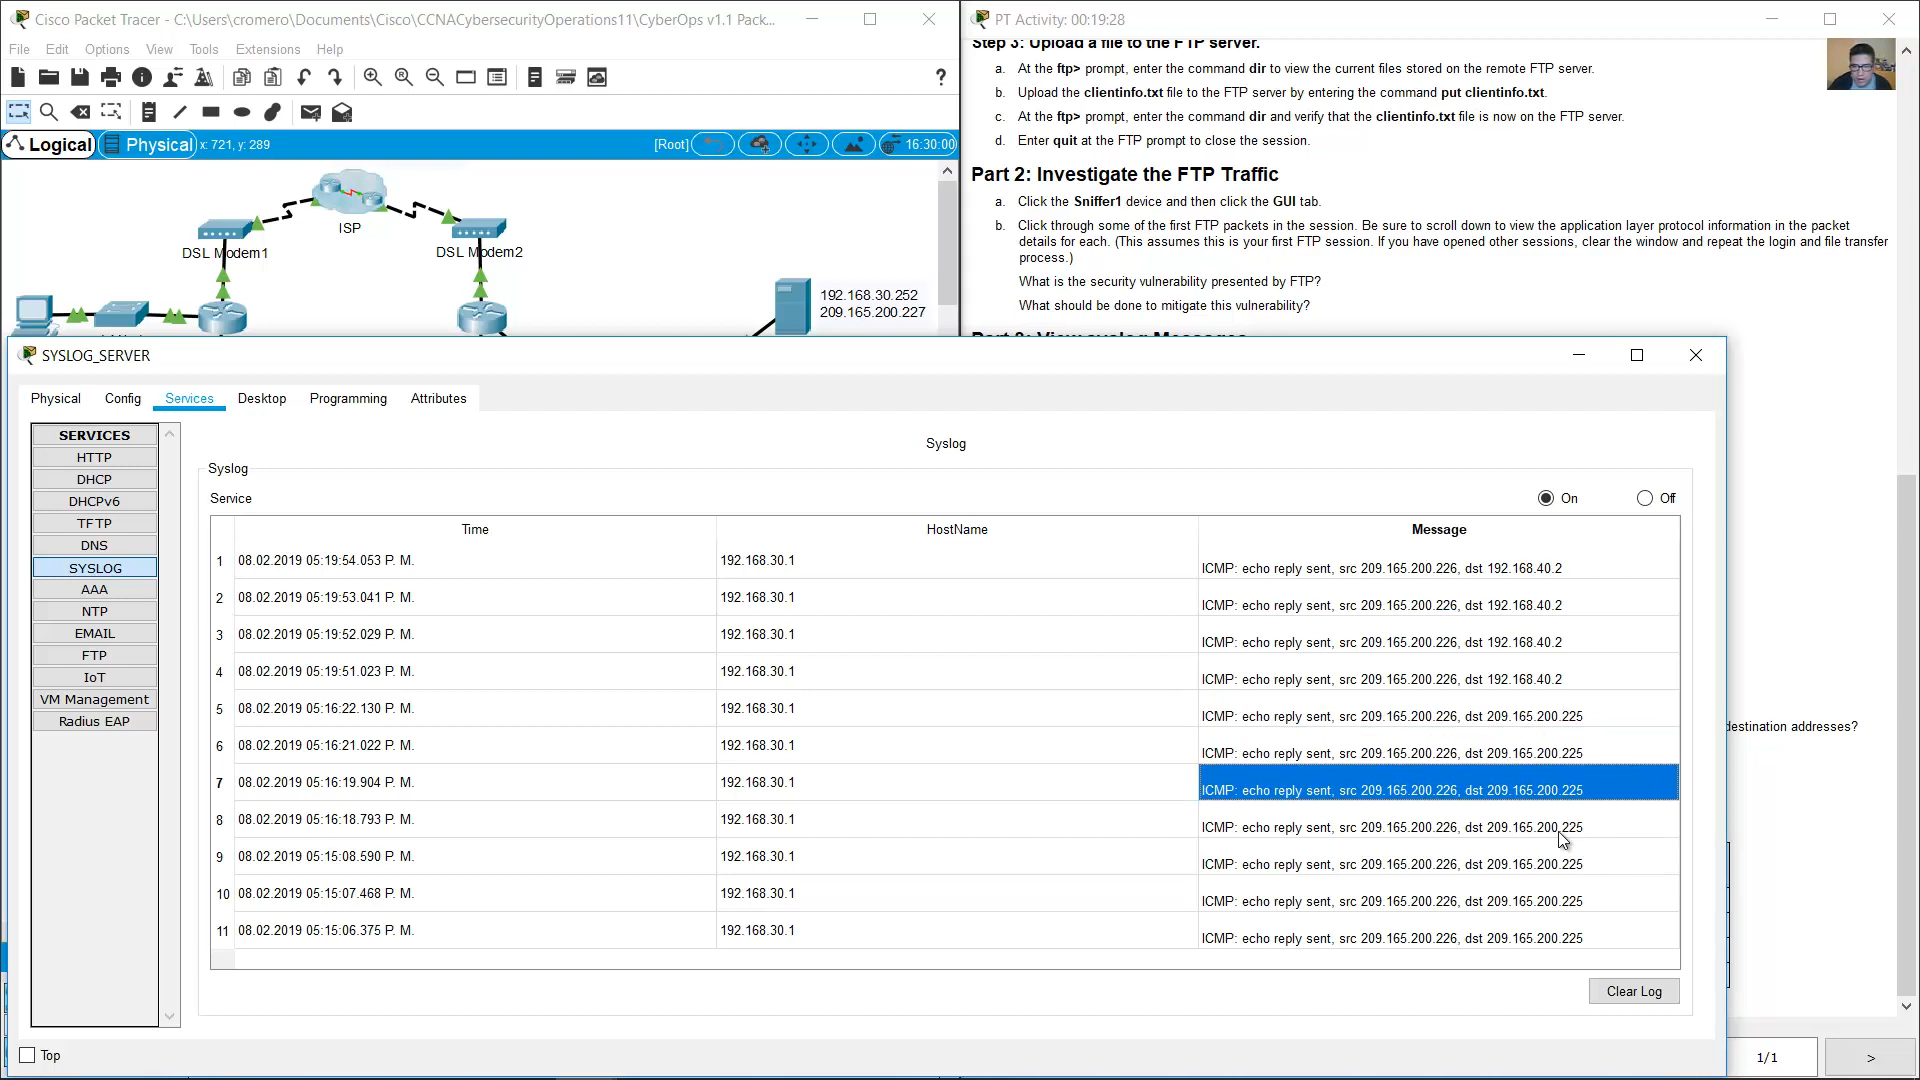 Cisco Packet Tracer - C:\Users\cromero\Documents\Cisco\CCNACybersecurityOperations11\CyberOps v1.1 Pack...
File Edit Options View Tools Extensions Help
?
Logical Physical x: 721, y: 289 [Root] 16:30:00
ISP
DSL Modem1
DSL Modem2
192.168.30.252
209.165.200.227
PT Activity: 00:19:28
Step 3: Upload a file to the FTP server.
a. At the ftp> prompt, enter the command dir to view the current files stored on the remote FTP server.
b. Upload the clientinfo.txt file to the FTP server by entering the command put clientinfo.txt.
c. At the ftp> prompt, enter the command dir and verify that the clientinfo.txt file is now on the FTP server.
d. Enter quit at the FTP prompt to close the session.
Part 2: Investigate the FTP Traffic
a. Click the Sniffer1 device and then click the GUI tab.
b. Click through some of the first FTP packets in the session. Be sure to scroll down to view the application layer protocol information in the packet
details for each. (This assumes this is your first FTP session. If you have opened other sessions, clear the window and repeat the login and file transfer
process.)
What is the security vulnerability presented by FTP?
What should be done to mitigate this vulnerability?
destination addresses?
1/1 >
SYSLOG_SERVER
Physical Config Services Desktop Programming Attributes
SERVICES
HTTP
DHCP
DHCPv6
TFTP
DNS
SYSLOG
AAA
NTP
EMAIL
FTP
IoT
VM Management
Radius EAP
Syslog
Syslog
Service On Off
Time HostName Message
1 08.02.2019 05:19:54.053 P. M. 192.168.30.1 ICMP: echo reply sent, src 209.165.200.226, dst 192.168.40.2
2 08.02.2019 05:19:53.041 P. M. 192.168.30.1 ICMP: echo reply sent, src 209.165.200.226, dst 192.168.40.2
3 08.02.2019 05:19:52.029 P. M. 192.168.30.1 ICMP: echo reply sent, src 209.165.200.226, dst 192.168.40.2
4 08.02.2019 05:19:51.023 P. M. 192.168.30.1 ICMP: echo reply sent, src 209.165.200.226, dst 192.168.40.2
5 08.02.2019 05:16:22.130 P. M. 192.168.30.1 ICMP: echo reply sent, src 209.165.200.226, dst 209.165.200.225
6 08.02.2019 05:16:21.022 P. M. 192.168.30.1 ICMP: echo reply sent, src 209.165.200.226, dst 209.165.200.225
7 08.02.2019 05:16:19.904 P. M. 192.168.30.1 ICMP: echo reply sent, src 209.165.200.226, dst 209.165.200.225
8 08.02.2019 05:16:18.793 P. M. 192.168.30.1 ICMP: echo reply sent, src 209.165.200.226, dst 209.165.200.225
9 08.02.2019 05:15:08.590 P. M. 192.168.30.1 ICMP: echo reply sent, src 209.165.200.226, dst 209.165.200.225
10 08.02.2019 05:15:07.468 P. M. 192.168.30.1 ICMP: echo reply sent, src 209.165.200.226, dst 209.165.200.225
11 08.02.2019 05:15:06.375 P. M. 192.168.30.1 ICMP: echo reply sent, src 209.165.200.226, dst 209.165.200.225
Clear Log
Top